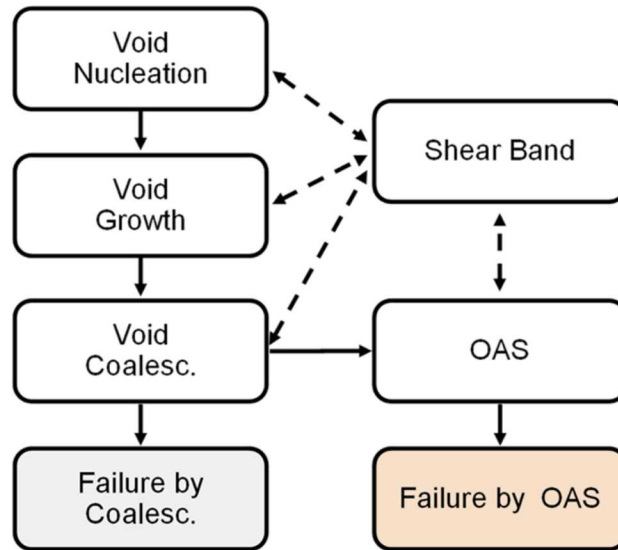 Void
Nucleation
Shear Band
Void
Growth
Void
Coalesc.
OAS
Failure by
Coalesc.
Failure by OAS